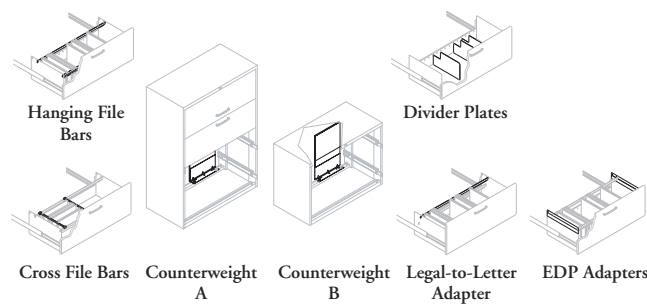 Hanging File
Bars
Divider Plates
Cross File Bars
Counterweight
A
Counterweight
B
Legal-to-Letter
Adapter
EDP Adapters